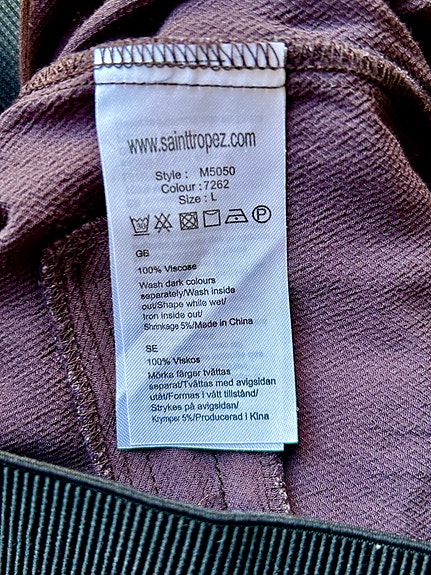 www.sainttropez.com
Style : M5050
Colour : 7262
Size : L
30 P
GB
100% Viscose
Wash dark colours
separately/Wash inside
out/Shape while wet/
Iron inside out/
Shrinkage 5%/Made in China
SE
100% Viskos
Mörka färger tvättas
separat/Tvättas med avigsidan
utåt/Formas i vått tillstånd/
Strykes på avigsidan/
Krymper 5%/Producerad i Kina